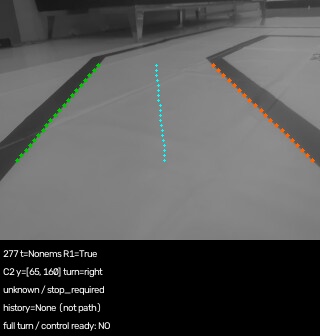 277 t=Nonems R1=True
C2 y=[65, 160] turn=right
unknown / stop_required
history=None (not path)
full turn / control ready: NO